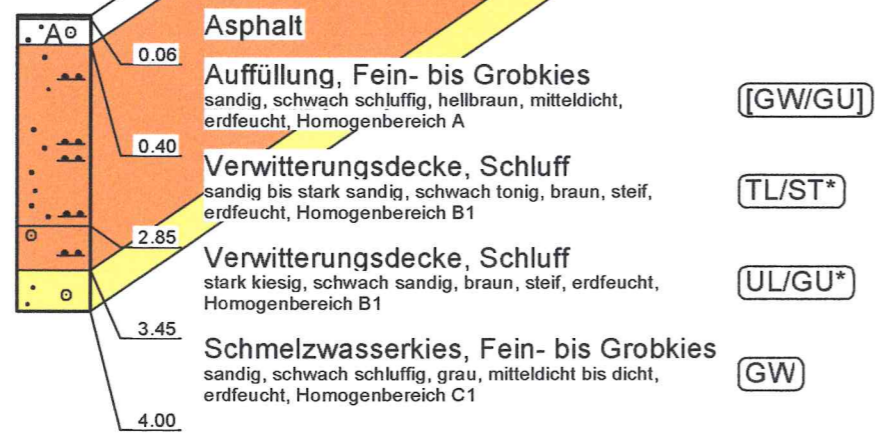 Asphalt
A
0.06
Auffüllung, Fein- bis Grobkies
sandig, schwach schluffig, hellbraun, mitteldicht,
erdfeucht, Homogenbereich A
[GW/GU]
0.40
Verwitterungsdecke, Schluff
sandig bis stark sandig, schwach tonig, braun, steif,
erdfeucht, Homogenbereich B1
TL/ST*
2.85
Verwitterungsdecke, Schluff
stark kiesig, schwach sandig, braun, steif, erdfeucht,
Homogenbereich B1
UL/GU*
3.45
Schmelzwasserkies, Fein- bis Grobkies
sandig, schwach schluffig, grau, mitteldicht bis dicht,
erdfeucht, Homogenbereich C1
GW
4.00